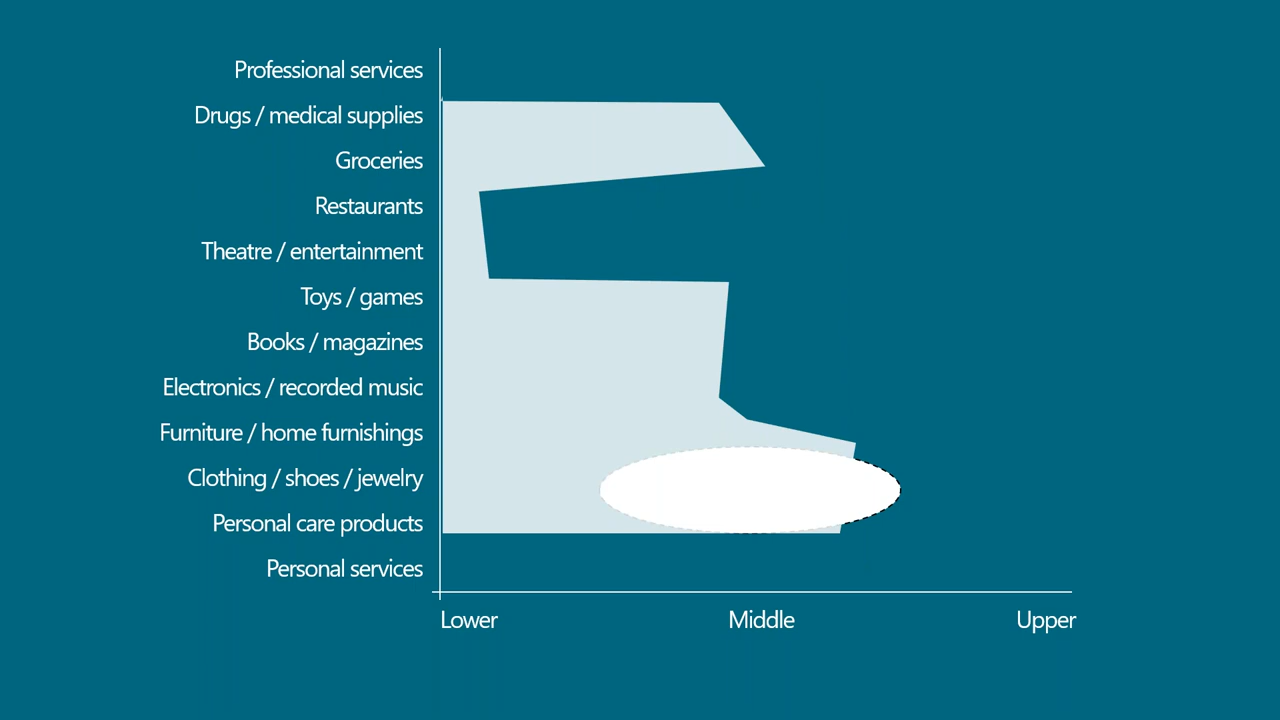 Professional services
Drugs / medical supplies
Groceries
Restaurants
Theatre / entertainment
Toys / games
Books / magazines
Electronics / recorded music
Furniture / home furnishings
Clothing / shoes / jewelry
Personal care products
Personal services
Lower Middle Upper